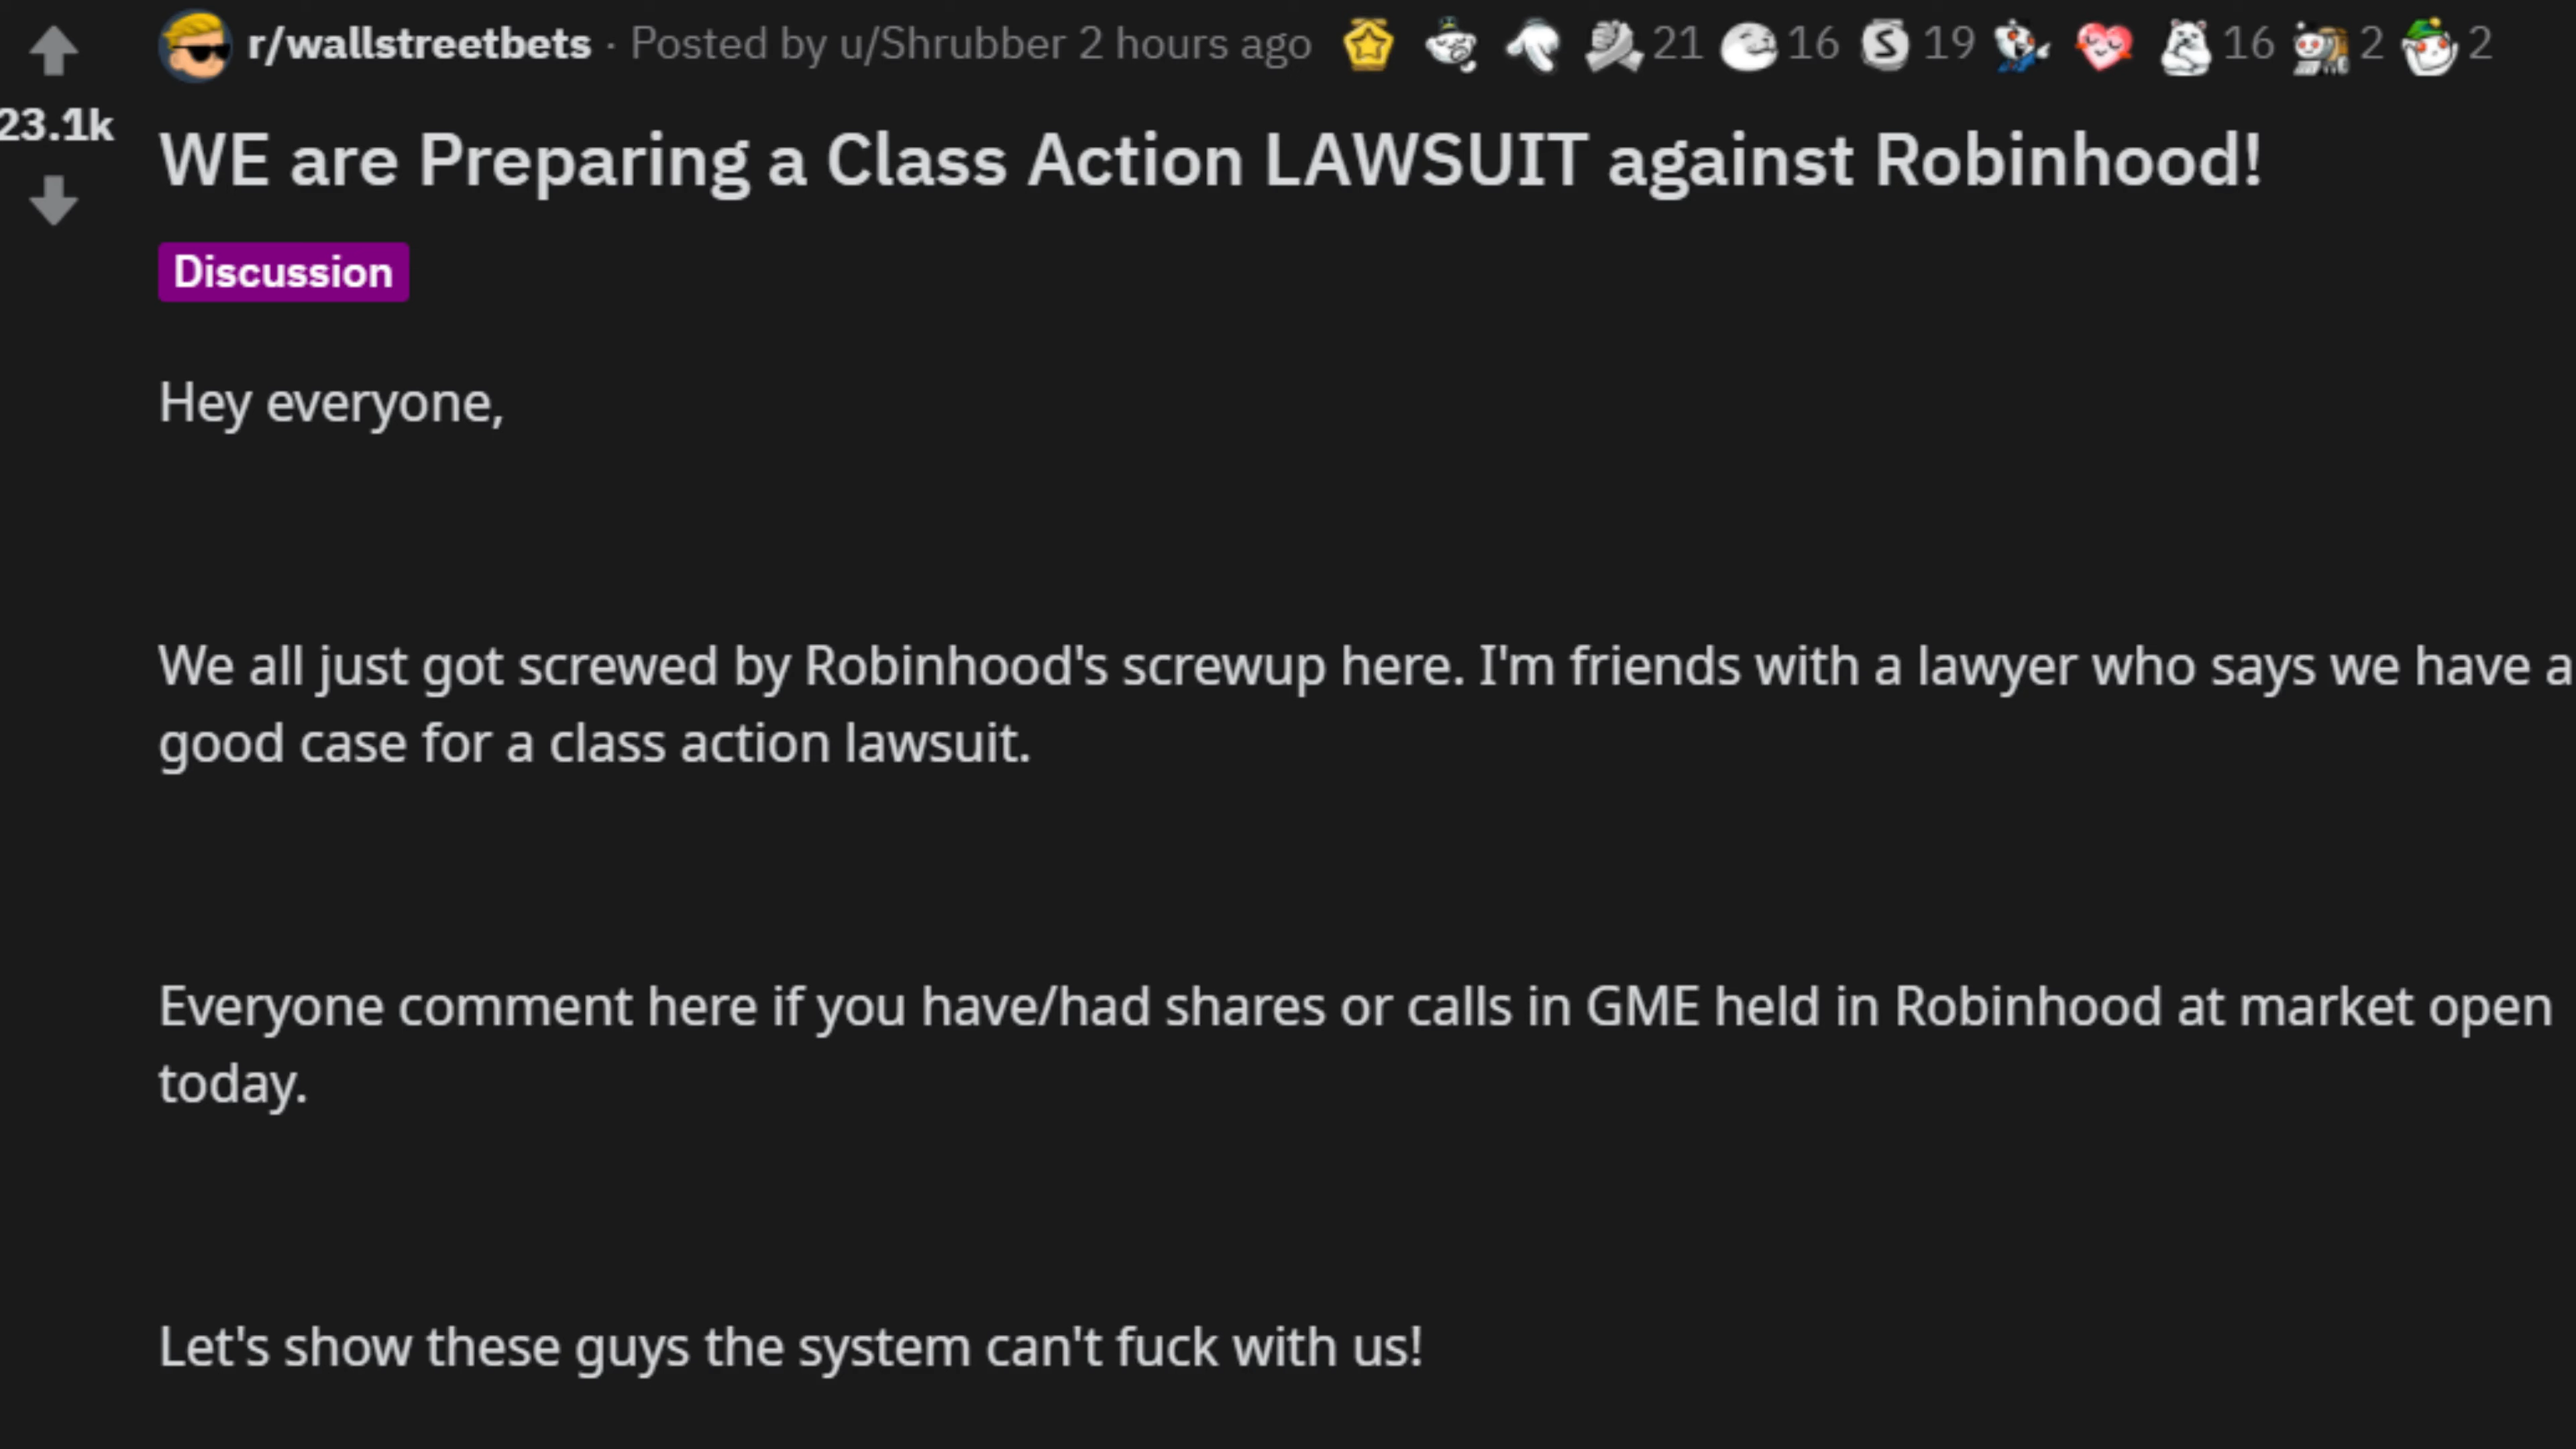 r/wallstreetbets · Posted by u/Shrubber 2 hours ago 21 16 S 19 16 2 2
23.1k
WE are Preparing a Class Action LAWSUIT against Robinhood!
Discussion
Hey everyone,
We all just got screwed by Robinhood's screwup here. I'm friends with a lawyer who says we have a
good case for a class action lawsuit.
Everyone comment here if you have/had shares or calls in GME held in Robinhood at market open
today.
Let's show these guys the system can't fuck with us!